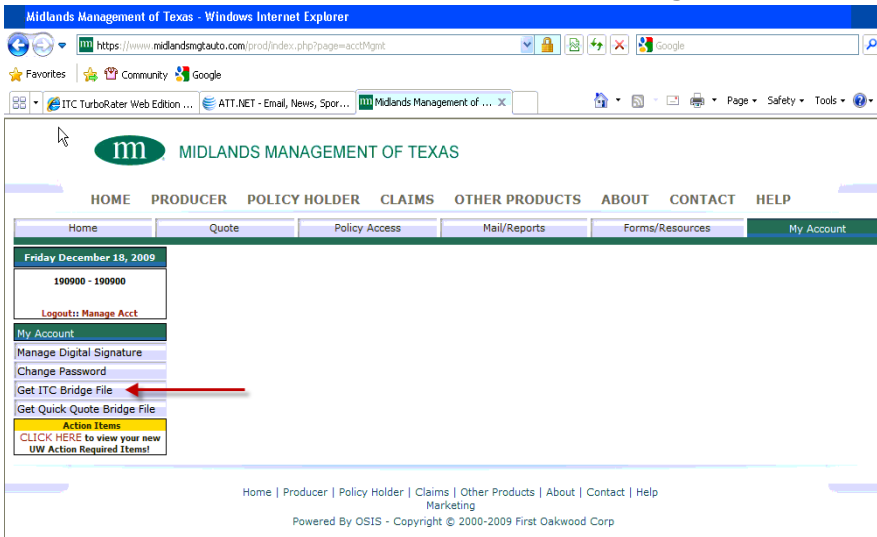 Midlands Management of Texas - Windows Internet Explorer
https://www.midlandsmgtauto.com/prod/index.php?page=acctMgmt
Google
Favorites Community Google
ITC TurboRater Web Edition ... ATT.NET - Email, News, Spor... Midlands Management of ... X Page Safety Tools
m MIDLANDS MANAGEMENT OF TEXAS
HOME PRODUCER POLICY HOLDER CLAIMS OTHER PRODUCTS ABOUT CONTACT HELP
Home Quote Policy Access Mail/Reports Forms/Resources My Account
Friday December 18, 2009
190900 - 190900
Logout:: Manage Acct
My Account
Manage Digital Signature
Change Password
Get ITC Bridge File
Get Quick Quote Bridge File
Action Items
CLICK HERE to view your new
UW Action Required Items!
Home | Producer | Policy Holder | Claims | Other Products | About | Contact | Help
Marketing
Powered By OSIS - Copyright © 2000-2009 First Oakwood Corp